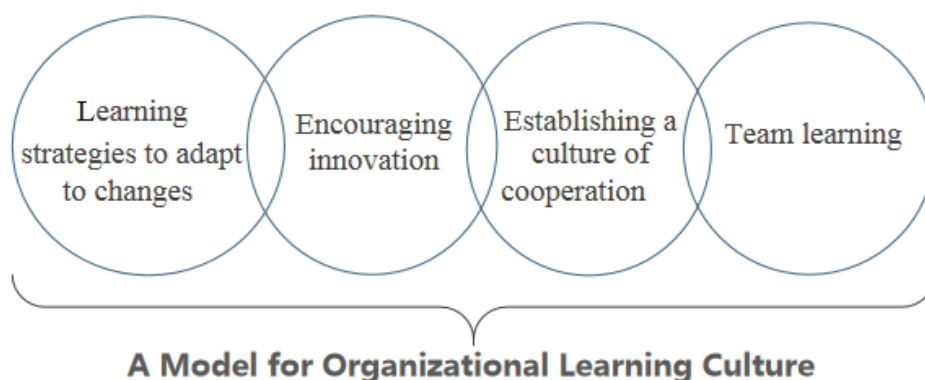 Learning
strategies to adapt
to changes
Encouraging
innovation
Establishing a
culture of
cooperation
Team learning
A Model for Organizational Learning Culture